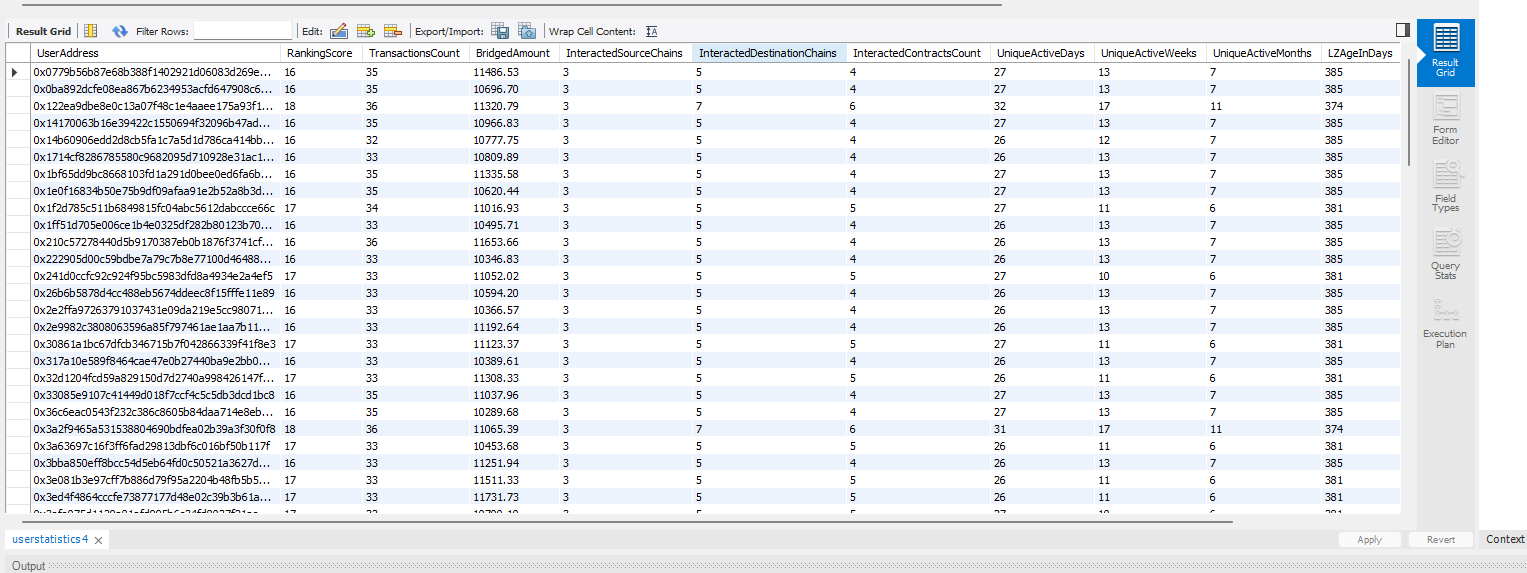 Result Grid Filter Rows: Edit: Export/Import: Wrap Cell Content: IA
UserAddress RankingScore TransactionsCount BridgedAmount InteractedSourceChains InteractedDestinationChains InteractedContractsCount UniqueActiveDays UniqueActiveWeeks UniqueActiveMonths LZAgeInDays
0x0779b56b87e68b388f1402921d06083d269e... 16 35 11486.53 3 5 4 27 13 7 385
0x0ba892dcfe08ea867b6234953acfd647908c6... 16 35 10696.70 3 5 4 27 13 7 385
0x122ea9dbe8e0c13a07f48c1e4aaee175a93f1... 18 36 11320.79 3 7 6 32 17 11 374
0x14170063b16e39422c1550694f32096b47ad... 16 35 10966.83 3 5 4 27 13 7 385
0x14b60906edd2d8cb5fa1c7a5d1d786ca414bb... 16 32 10777.75 3 5 4 26 12 7 385
0x1714cf8286785580c9682095d710928e31ac1... 16 33 10809.89 3 5 4 26 13 7 385
0x1bf65dd9bc8668103fd1a291d0bee0ed6fa6b... 16 35 11335.58 3 5 4 27 13 7 385
0x1e0f16834b50e75b9df09afaa91e2b52a8b3d... 16 35 10620.44 3 5 4 27 13 7 385
0x1f2d785c511b6849815fc04abc5612dabccce66c 17 34 11016.93 3 5 5 27 11 6 381
0x1ff51d705e006ce1b4e0325df282b80123b70... 16 33 10495.71 3 5 4 26 13 7 385
0x210c57278440d5b9170387eb0b1876f3741cf... 16 36 11653.66 3 5 4 26 13 7 385
0x222905d00c59bdbe7a79c7b8e77100d46488... 16 33 10346.83 3 5 4 26 13 7 385
0x241d0ccfc92c924f95bc5983dfd8a4934e2a4ef5 17 33 11052.02 3 5 5 27 10 6 381
0x26b6b5878d4cc488eb5674ddeec8f15fffe11e89 16 33 10594.20 3 5 4 26 13 7 385
0x2e2ffa97263791037431e09da219e5cc98071... 16 33 10366.57 3 5 4 26 13 7 385
0x2e9982c3808063596a85f797461ae1aa7b11... 16 33 11192.64 3 5 4 26 13 7 385
0x30861a1bc67dfcb346715b7f042866339f41f8e3 17 33 11123.37 3 5 5 27 11 6 381
0x317a10e589f8464cae47e0b27440ba9e2bb0... 16 33 10389.61 3 5 4 26 13 7 385
0x32d1204fcd59a829150d7d2740a998426147f... 17 33 11308.33 3 5 5 26 11 6 381
0x33085e9107c41449d018f7ccf4c5c5db3dcd1bc8 16 35 11037.96 3 5 4 27 13 7 385
0x36c6eac0543f232c386c8605b84daa714e8eb... 16 35 10289.68 3 5 4 27 13 7 385
0x3a2f9465a531538804690bdfea02b39a3f30f0f8 18 36 11065.39 3 7 6 31 17 11 374
0x3a63697c16f3ff6fad29813dbf6c016bf50b117f 17 33 10453.68 3 5 5 26 11 6 381
0x3bba850eff8bcc54d5eb64fd0c50521a3627d... 16 33 11251.94 3 5 4 26 13 7 385
0x3e081b3e97cff7b886d79f95a2204b48fb5b5... 17 33 11511.33 3 5 5 26 11 6 381
0x3ed4f4864cccfe73877177d48e02c39b3b61a... 17 33 11731.73 3 5 5 26 11 6 381
Result
Grid
Form
Editor
Field
Types
Query
Stats
Execution
Plan
userstatistics4 Apply Revert Context
Output